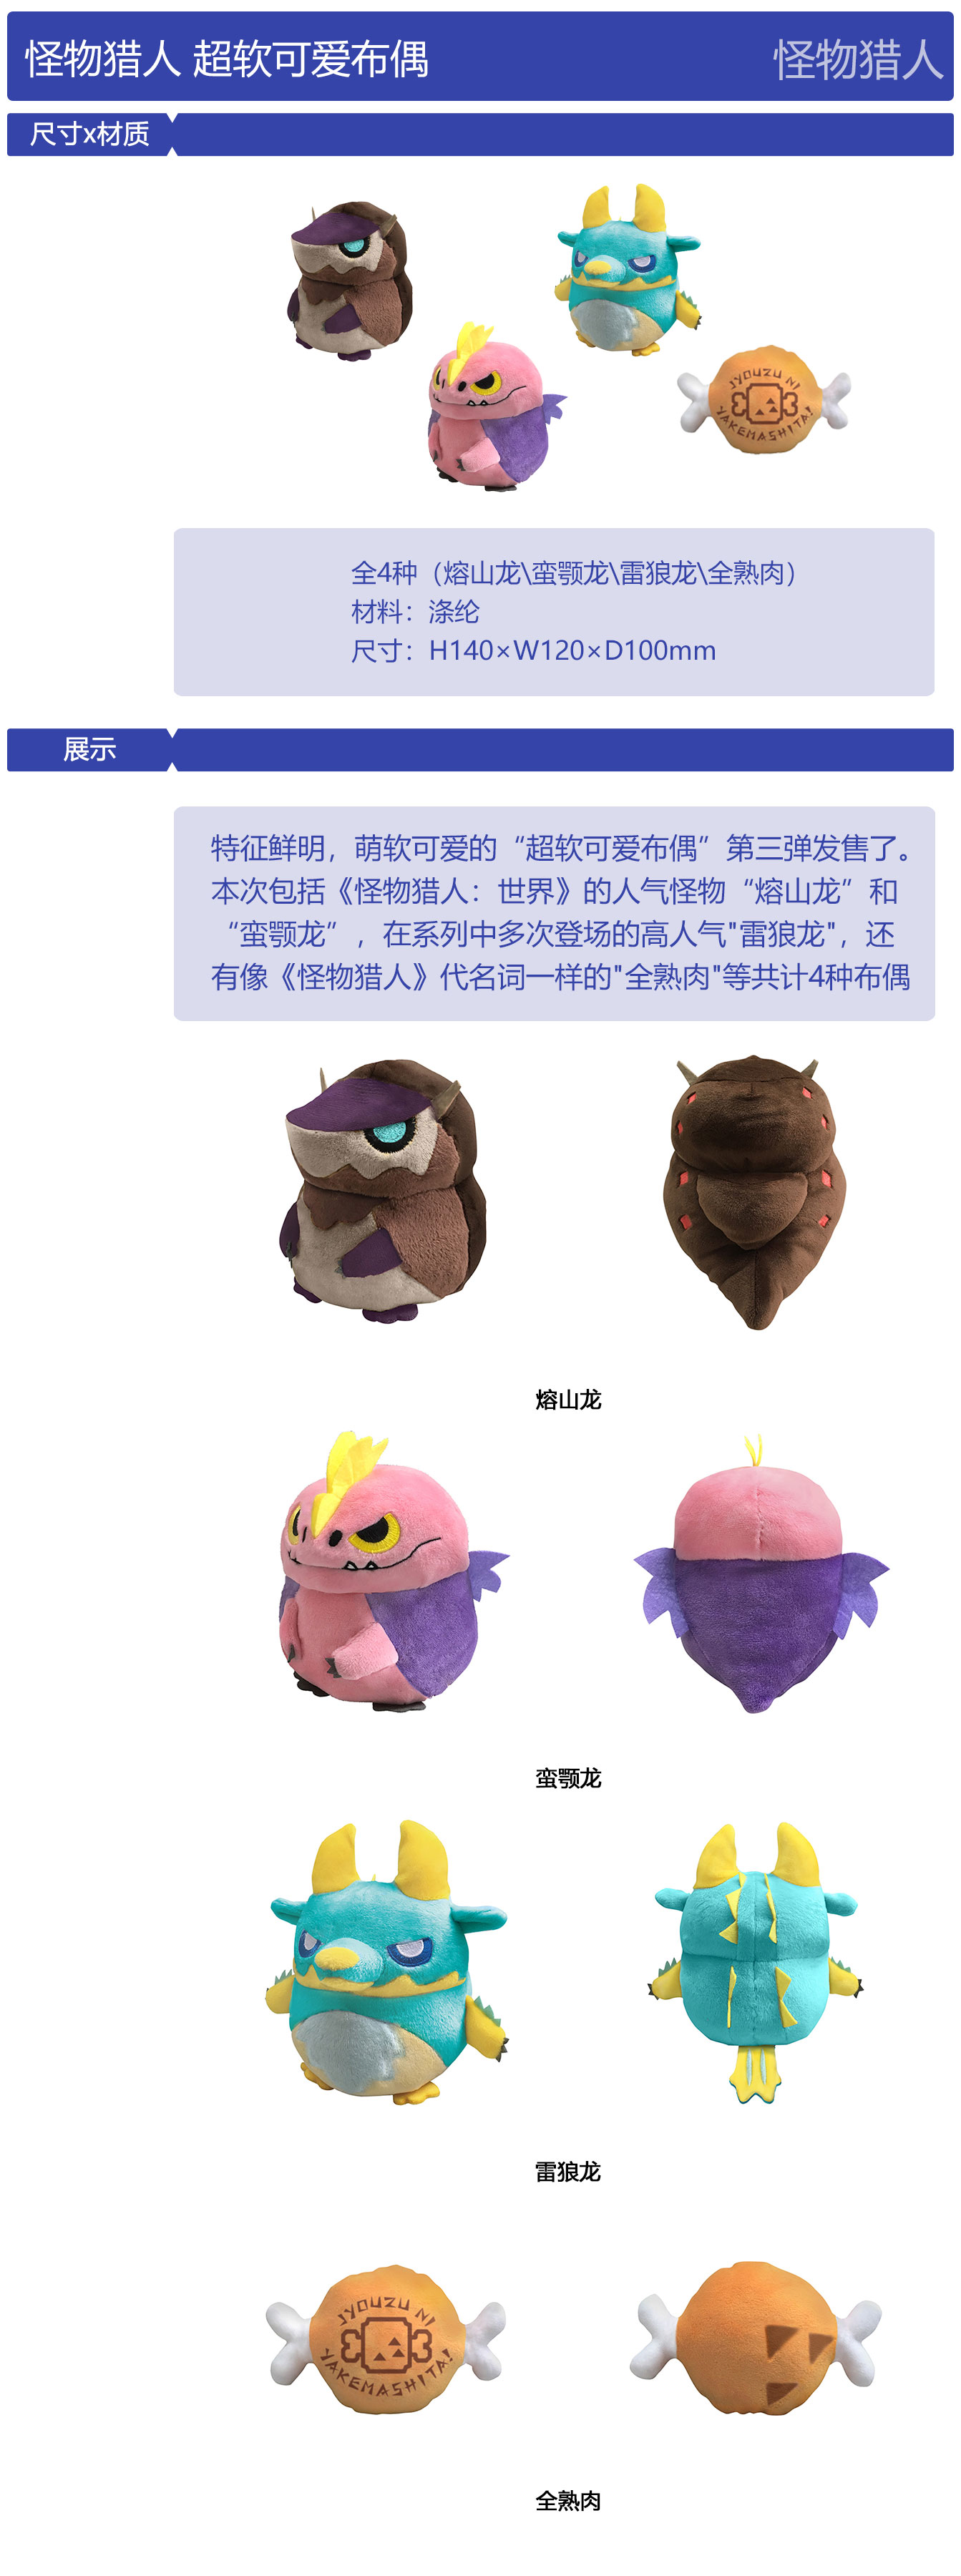 怪物猎人 超软可爱布偶
怪物猎人
尺寸x材质
JYOUZU NI
YAKEMASHITA!
全4种（熔山龙\蛮颚龙\雷狼龙\全熟肉）
材料：涤纶
尺寸：H140×W120×D100mm
展示
特征鲜明，萌软可爱的“超软可爱布偶”第三弹发售了。
本次包括《怪物猎人：世界》的人气怪物“熔山龙”和
“蛮颚龙”，在系列中多次登场的高人气"雷狼龙"，还
有像《怪物猎人》代名词一样的"全熟肉"等共计4种布偶
熔山龙
蛮颚龙
雷狼龙
JYOUZU NI
YAKEMASHITA!
全熟肉